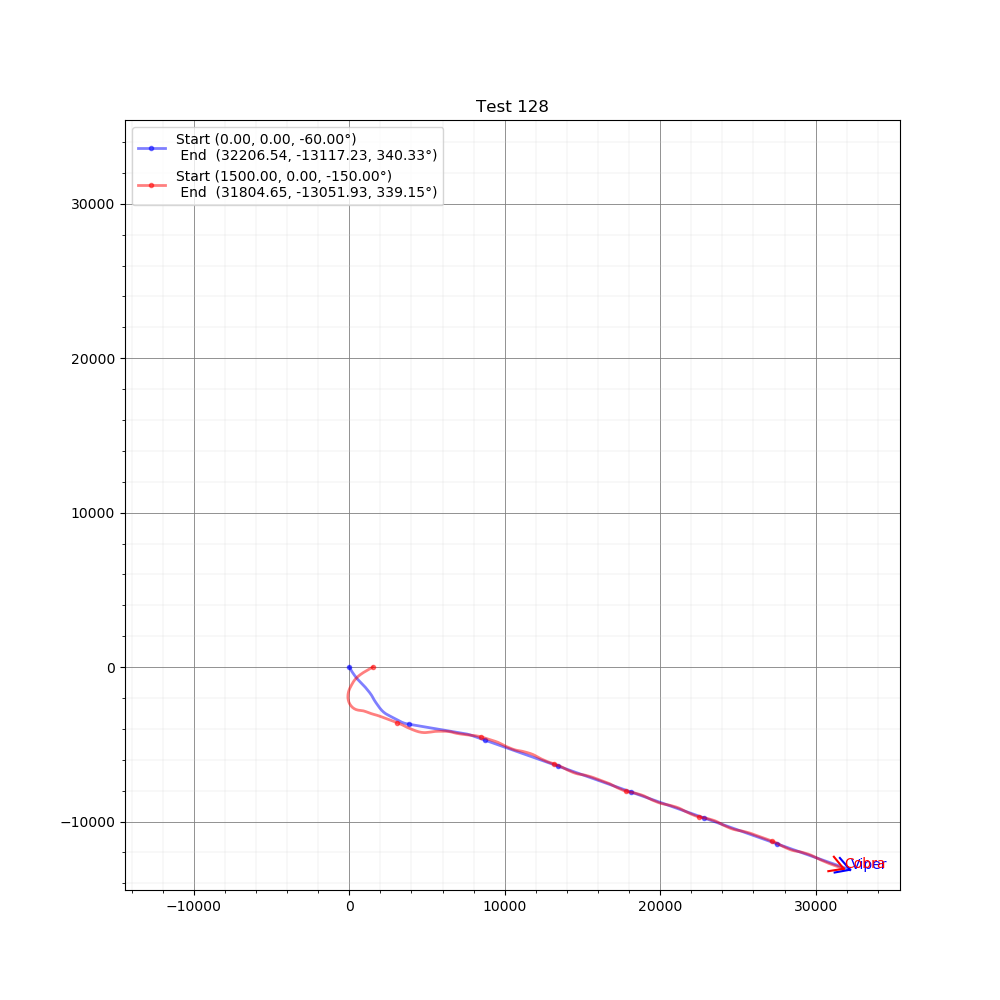 Test 128
Start (0.00, 0.00, -60.00°)
End  (32206.54, -13117.23, 340.33°)
Start (1500.00, 0.00, -150.00°)
End  (31804.65, -13051.93, 339.15°)
30000
20000
10000
0
−10000
Cobra
Viper
−10000
0
10000
20000
30000